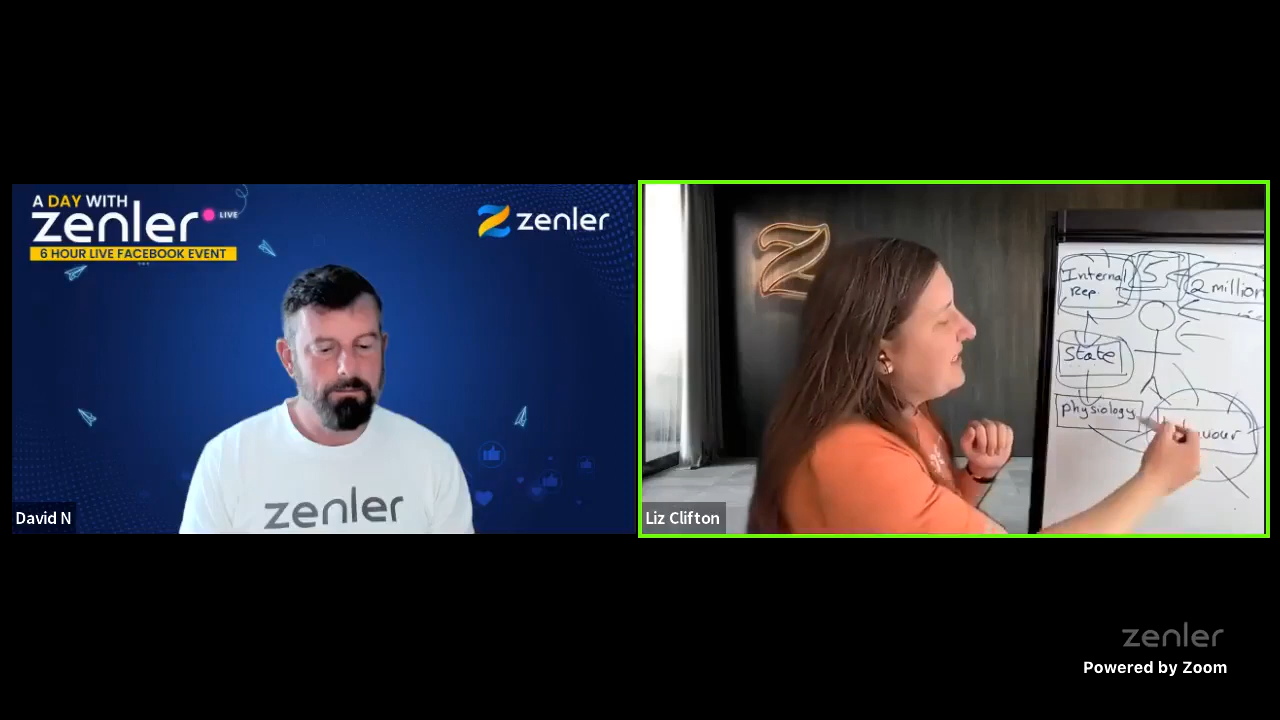 A DAY WITH
zenler LIVE
6 HOUR LIVE FACEBOOK EVENT
zenler
zenler
David N
Internal
Rep.
5
2 million
State
physiology
Liz Clifton
zenler
Powered by Zoom